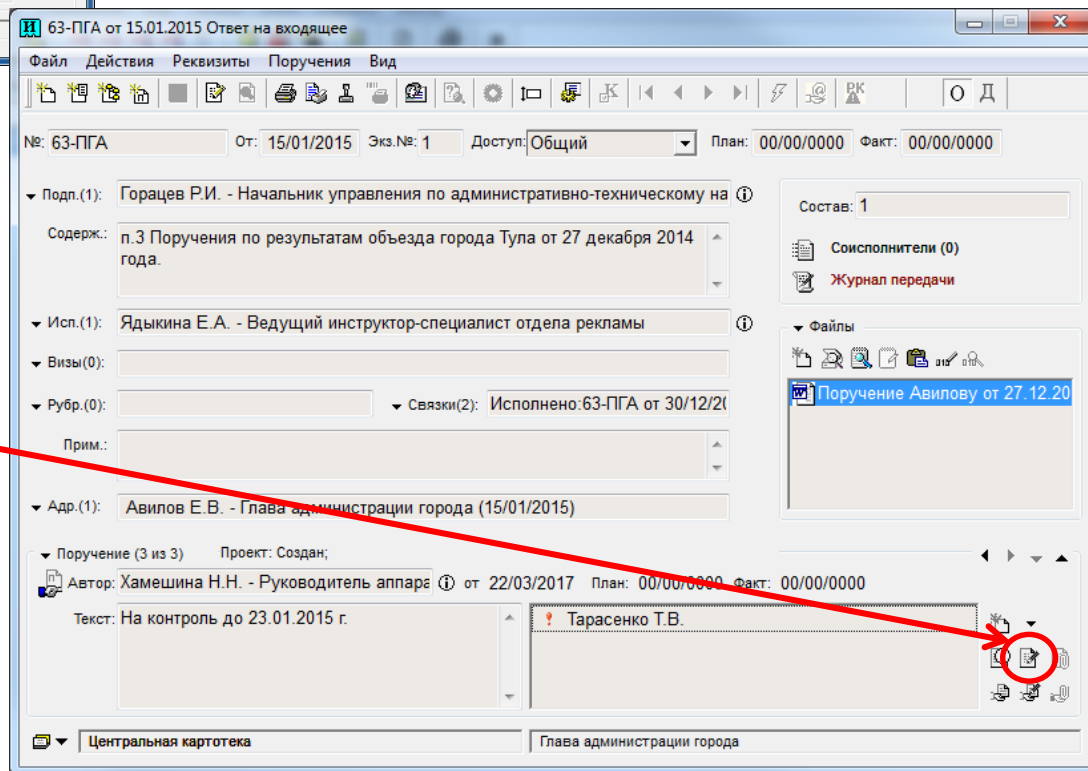 63-ПГА от 15.01.2015 Ответ на входящее
Файл Действия Реквизиты Поручения Вид
О Д
№: 63-ПГА От: 15/01/2015 Экз.№: 1 Доступ: Общий План: 00/00/0000 Факт: 00/00/0000
Подп.(1): Горацев Р.И. - Начальник управления по административно-техническому на
Состав: 1
Содерж.: п.3 Поручения по результатам объезда города Тула от 27 декабря 2014
года.
Соисполнители (0)
Журнал передачи
Исп.(1): Ядыкина Е.А. - Ведущий инструктор-специалист отдела рекламы
Файлы
Визы(0):
Поручение Авилову от 27.12.20
Рубр.(0): Связки(2): Исполнено:63-ПГА от 30/12/20
Прим.:
Адр.(1): Авилов Е.В. - Глава администрации города (15/01/2015)
Поручение (3 из 3) Проект: Создан;
Автор: Хамешина Н.Н. - Руководитель аппара от 22/03/2017 План: 00/00/0000 Факт: 00/00/0000
Текст: На контроль до 23.01.2015 г.
Тарасенко Т.В.
Центральная картотека Глава администрации города